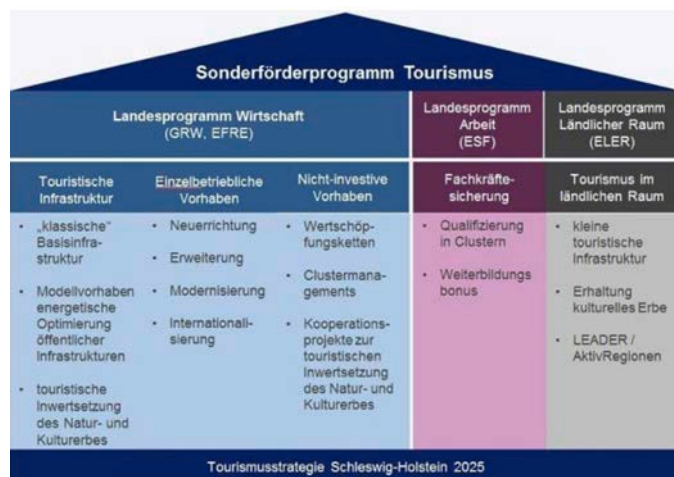 Sonderförderprogramm Tourismus
Landesprogramm Wirtschaft
(GRW, EFRE)
Landesprogramm
Arbeit
(ESF)
Landesprogramm
Ländlicher Raum
(ELER)
Touristische
Infrastruktur
Einzelbetriebliche
Vorhaben
Nicht-investive
Vorhaben
Fachkräfte-
sicherung
Tourismus im
ländlichen Raum
• „klassische“
Basisinfra-
struktur
• Modellvorhaben
energetische
Optimierung
öffentlicher
Infrastrukturen
• touristische
Inwertsetzung
des Natur- und
Kulturerbes
• Neuerrichtung
• Erweiterung
• Modernisierung
• Internationali-
sierung
• Wertschöp-
fungsketten
• Clustermana-
gements
• Kooperations-
projekte zur
touristischen
Inwertsetzung
des Natur- und
Kulturerbes
• Qualifizierung
in Clustern
• Weiterbildungs
bonus
• kleine
touristische
Infrastruktur
• Erhaltung
kulturelles Erbe
• LEADER /
AktivRegionen
Tourismusstrategie Schleswig-Holstein 2025